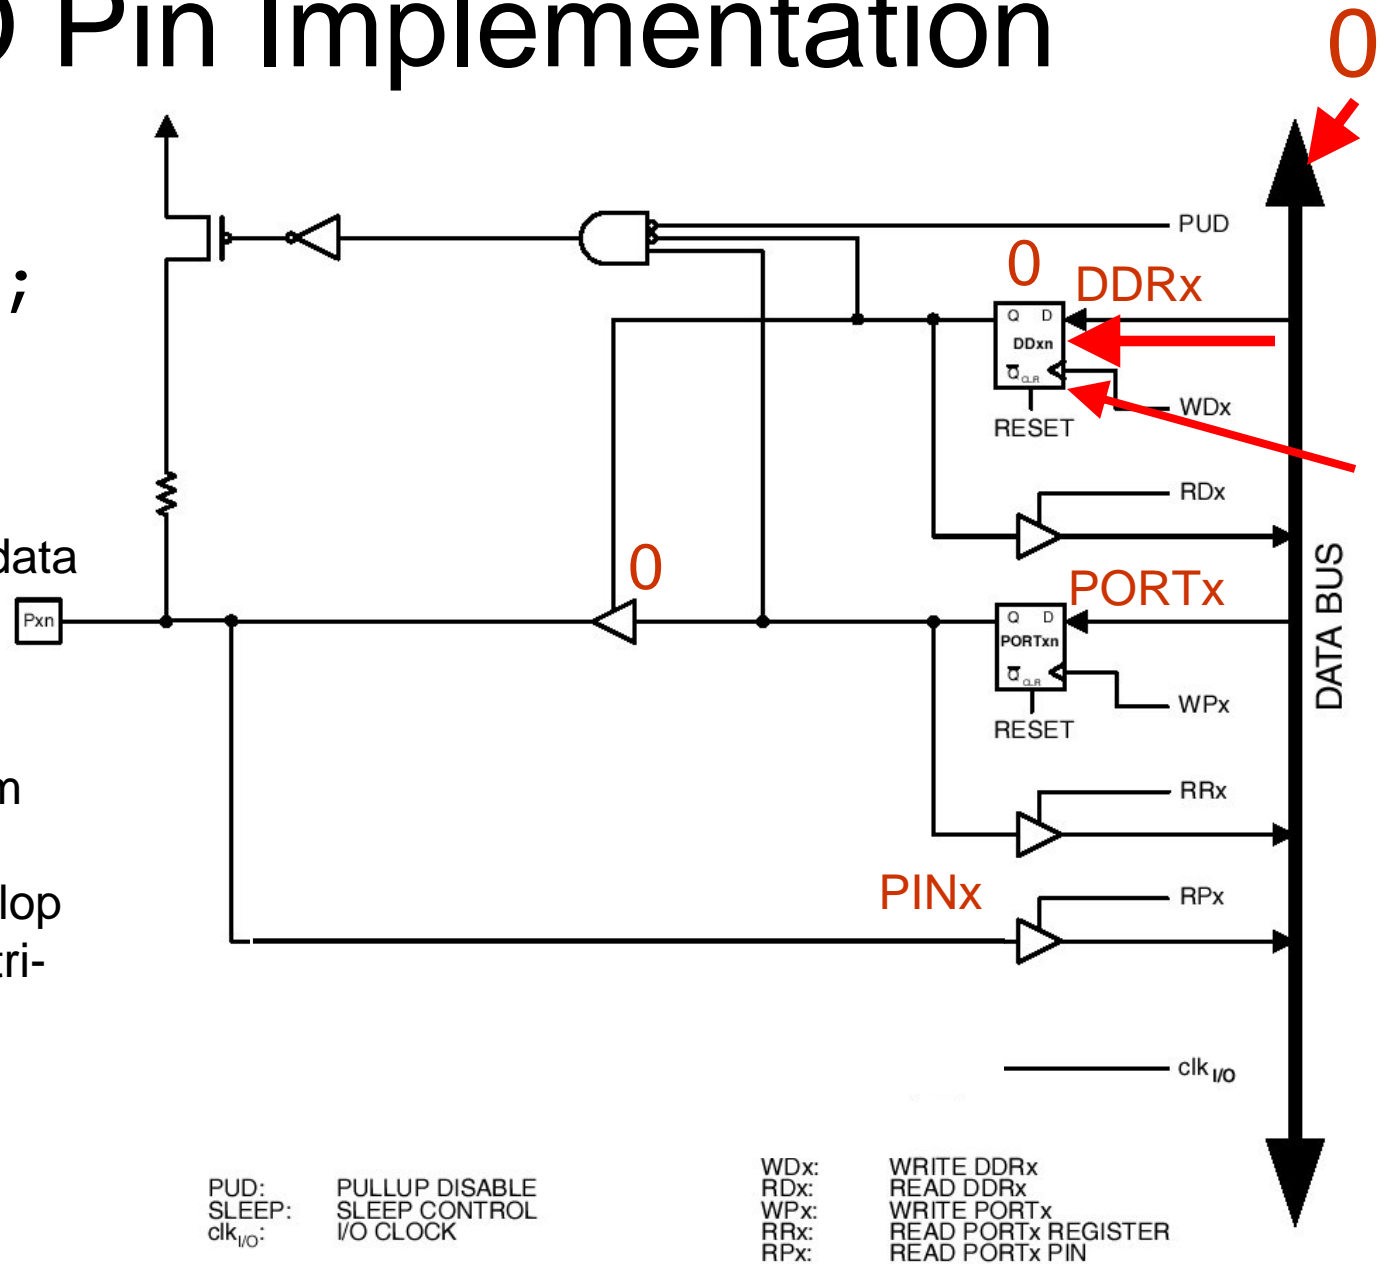 Pin Implementation
0
;
PUD
0
DDRx
Q D
DDxn
Q CLR
RESET
WDx
RDx
data
0
PORTx
Pxn
Q D
PORTxn
Q CLR
RESET
WPx
DATA BUS
RRx
PINx
RPx
lop
tri-
clk I/O
PUD: PULLUP DISABLE
SLEEP: SLEEP CONTROL
clk I/O: I/O CLOCK
WDx: WRITE DDRx
RDx: READ DDRx
WPx: WRITE PORTx
RRx: READ PORTx REGISTER
RPx: READ PORTx PIN